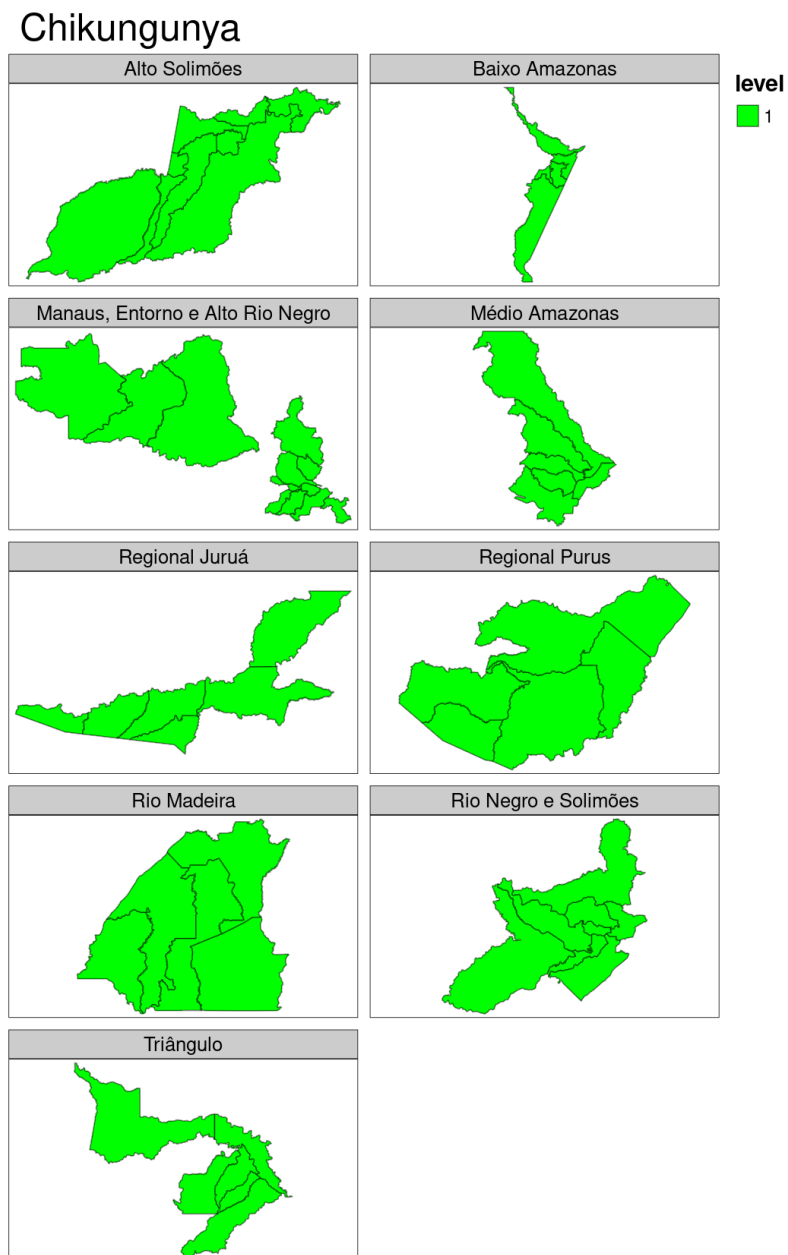 Chikungunya
Alto Solimões
Baixo Amazonas
level
1
Manaus, Entorno e Alto Rio Negro
Médio Amazonas
Regional Juruá
Regional Purus
Rio Madeira
Rio Negro e Solimões
Triângulo